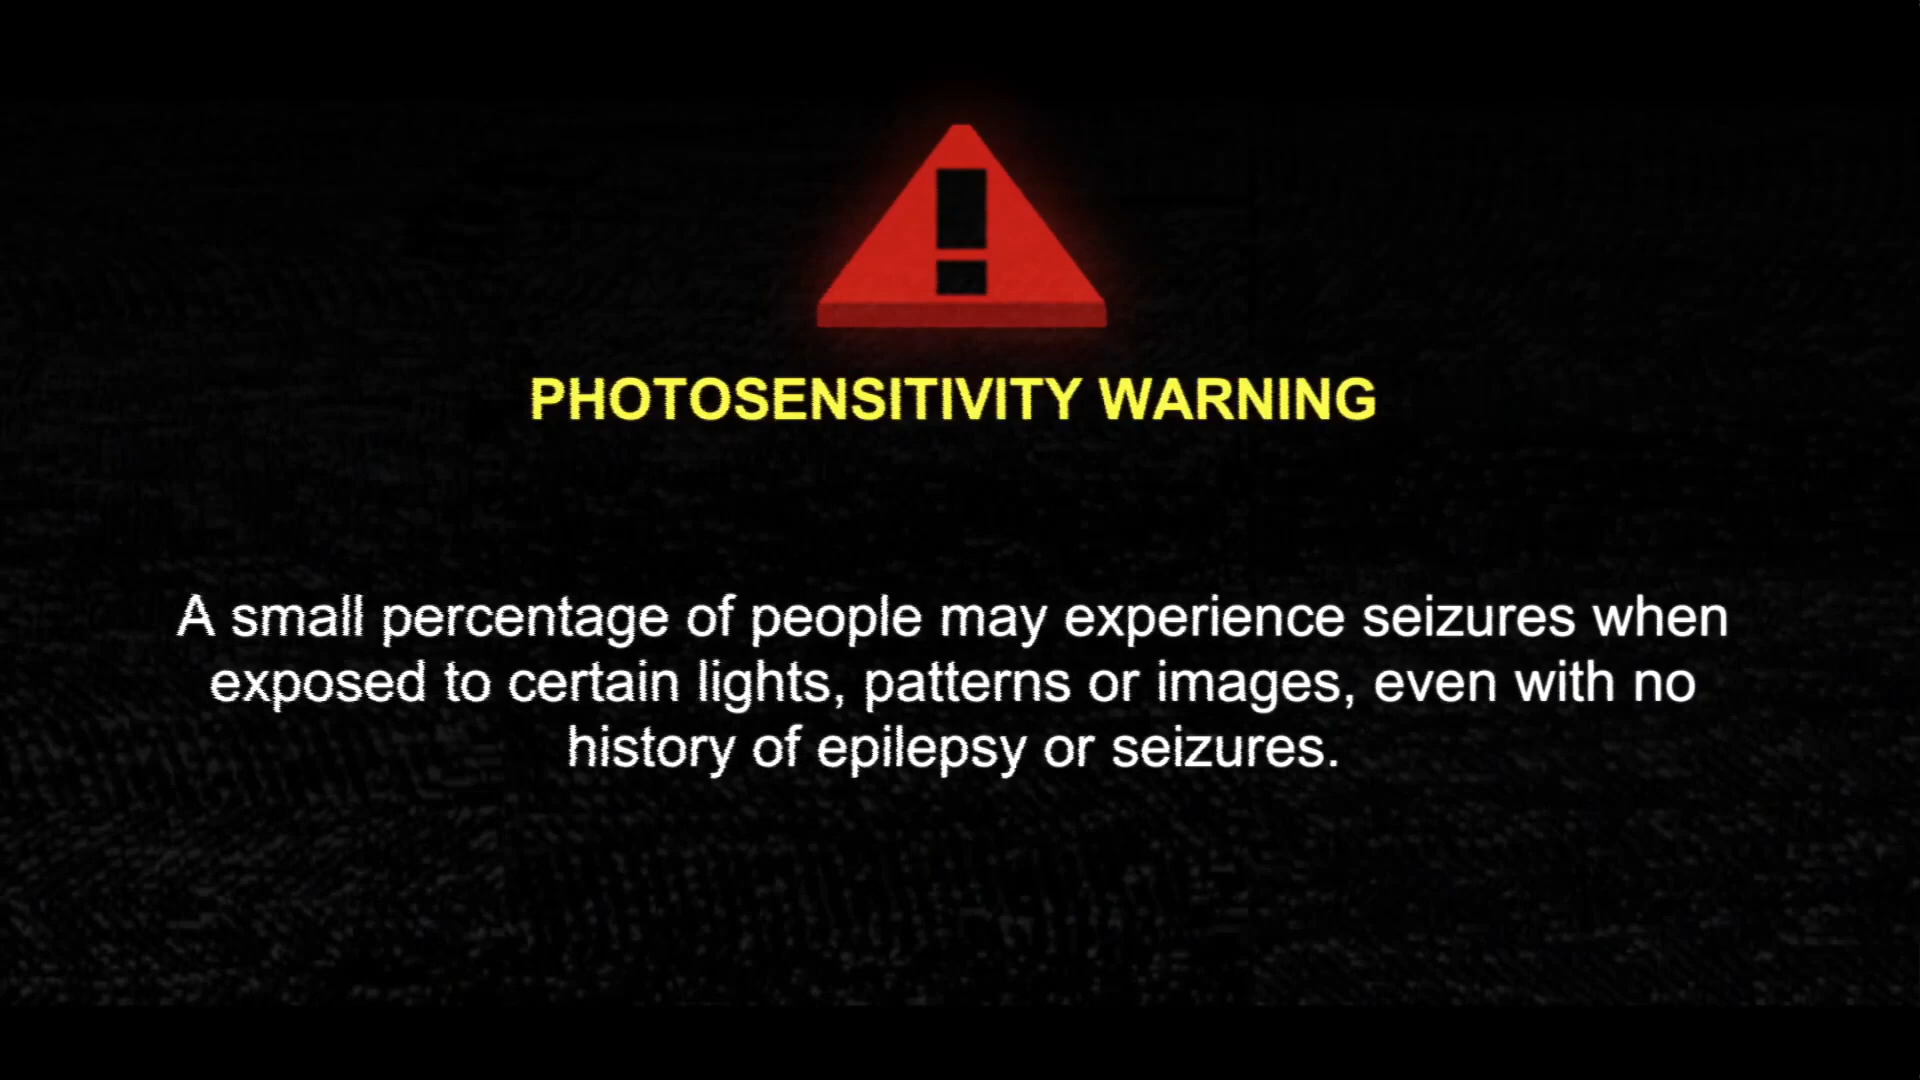 PHOTOSENSITIVITY WARNING
A small percentage of people may experience seizures when
exposed to certain lights, patterns or images, even with no
history of epilepsy or seizures.